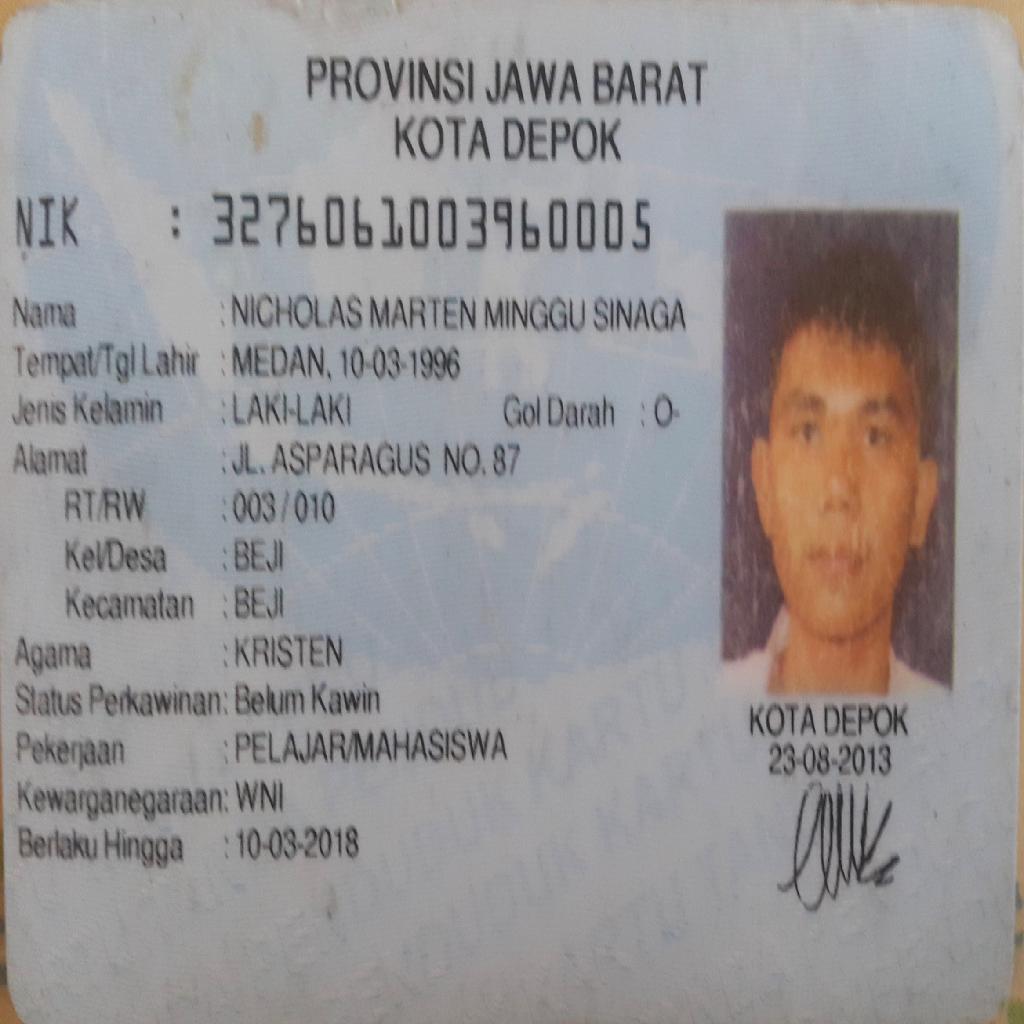 PROVINSI JAWA BARAT
KOTA DEPOK
NIK : 3276061003960005
Nama : NICHOLAS MARTEN MINGGU SINAGA
Tempat/Tgl Lahir : MEDAN, 10-03-1996
Jenis Kelamin : LAKI-LAKI Gol Darah : O-
Alamat : JL. ASPARAGUS NO. 87
RT/RW : 003 / 010
Kel/Desa : BEJI
Kecamatan : BEJI
Agama : KRISTEN
Status Perkawinan: Belum Kawin
Pekerjaan : PELAJAR/MAHASISWA
Kewarganegaraan: WNI
Berlaku Hingga : 10-03-2018
KOTA DEPOK
23-08-2013